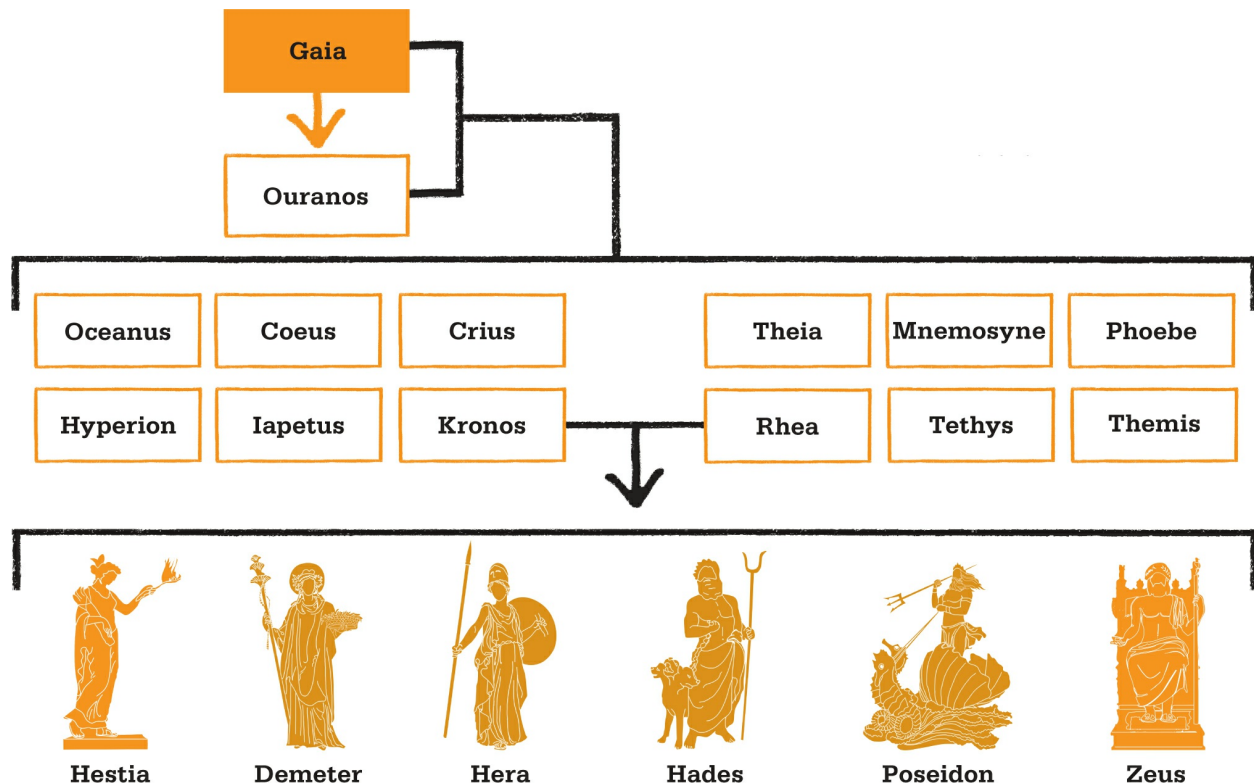 Gaia
Ouranos
Oceanus Coeus Crius Theia Mnemosyne Phoebe
Hyperion Iapetus Kronos Rhea Tethys Themis
Hestia Demeter Hera Hades Poseidon Zeus